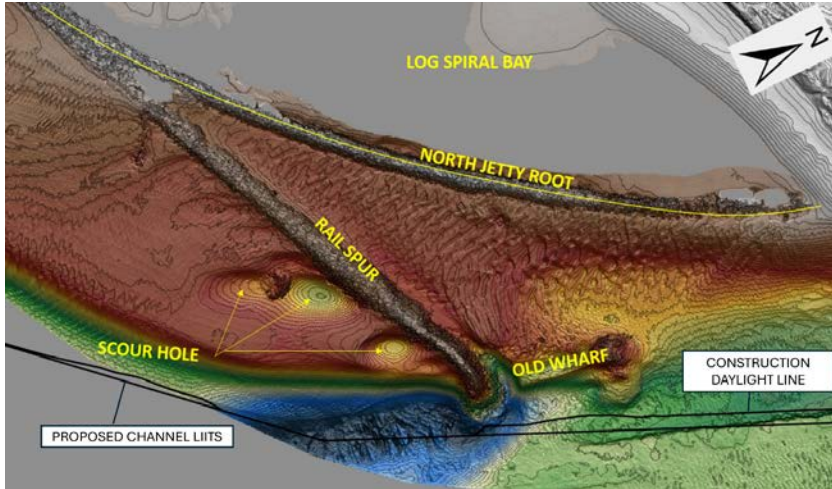 N
LOG SPIRAL BAY
NORTH JETTY ROOT
RAIL SPUR
SCOUR HOLE
OLD WHARF
CONSTRUCTION
DAYLIGHT LINE
PROPOSED CHANNEL LIITS